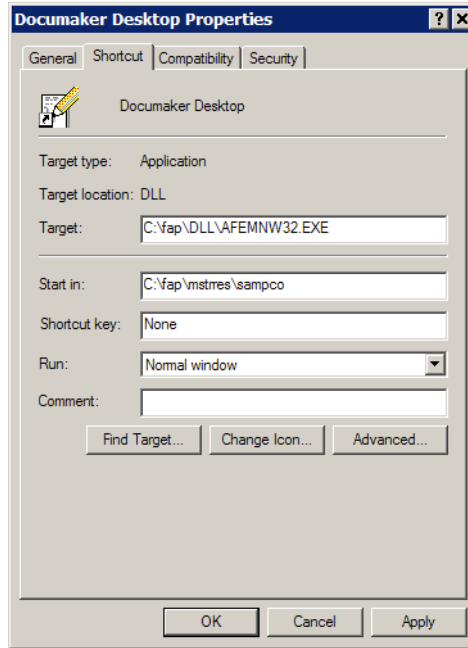 Documaker Desktop Properties
General Shortcut Compatibility Security
Documaker Desktop
Target type: Application
Target location: DLL
Target: C:\fap\DLL\AFEMNW32.EXE
Start in: C:\fap\mstrres\sampco
Shortcut key: None
Run: Normal window
Comment:
Find Target... Change Icon... Advanced...
OK Cancel Apply